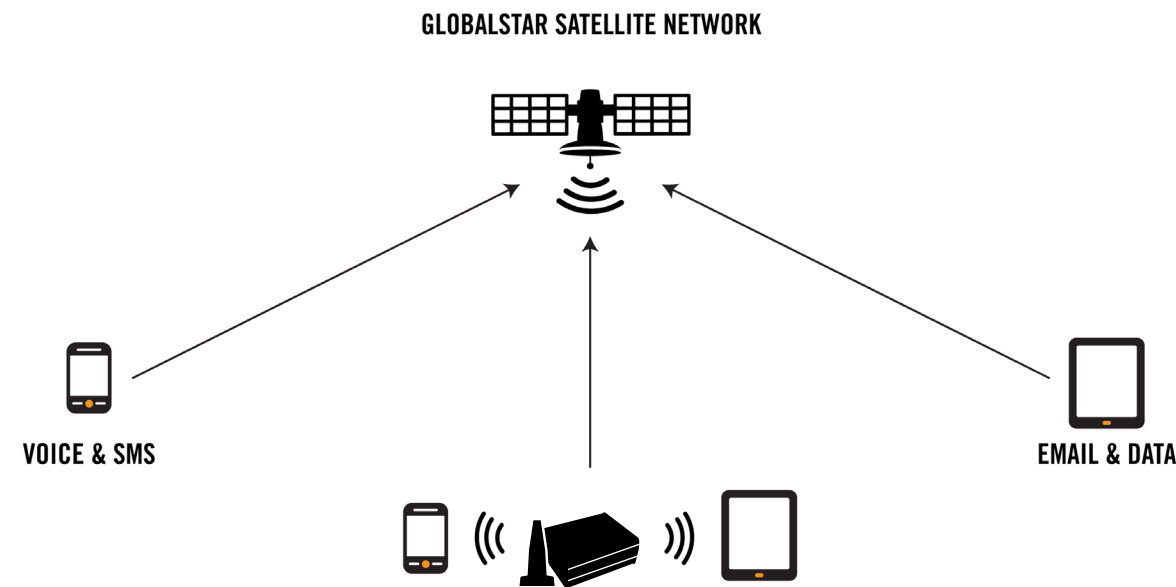 GLOBALSTAR SATELLITE NETWORK
VOICE & SMS
EMAIL & DATA